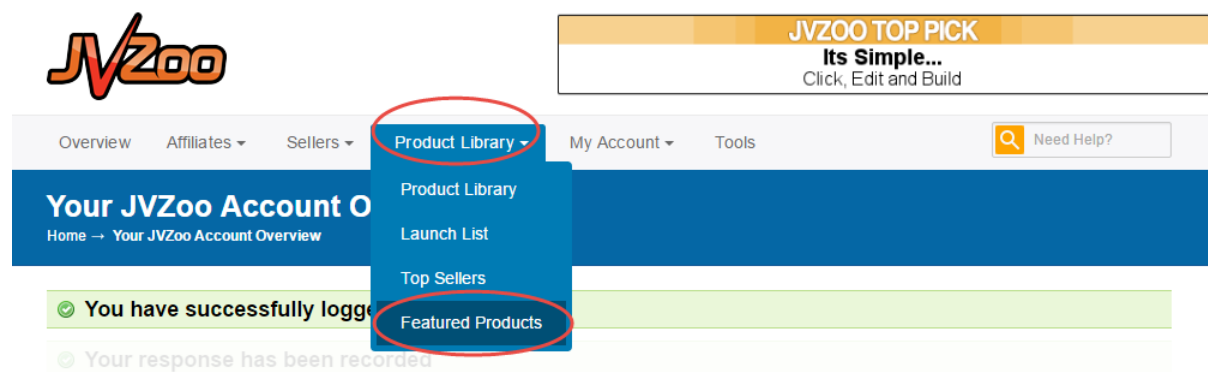 JVZoo
JVZOO TOP PICK
Its Simple...
Click, Edit and Build
Overview Affiliates Sellers Product Library My Account Tools Need Help?
Product Library
Launch List
Top Sellers
Featured Products
Your JVZoo Account O
Home → Your JVZoo Account Overview
You have successfully logge
Your response has been recorded